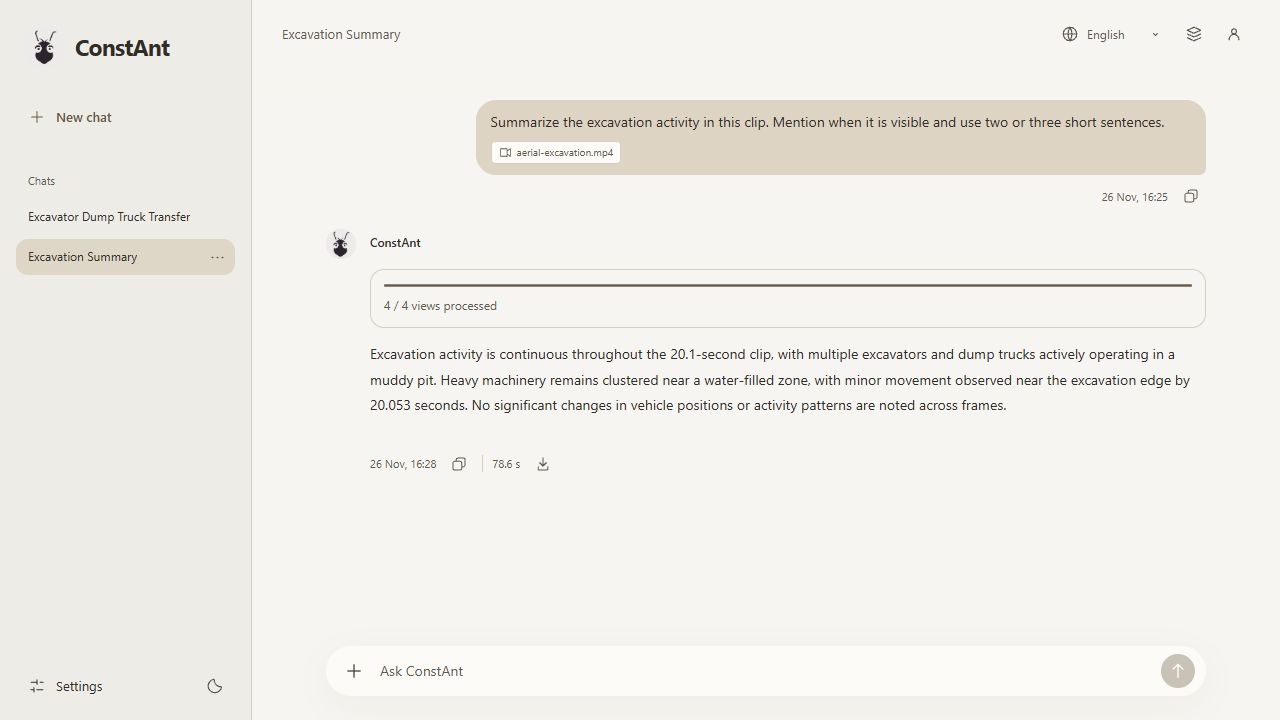 ConstAnt
New chat
Chats
Excavator Dump Truck Transfer
Excavation Summary
Settings
Excavation Summary
English
Summarize the excavation activity in this clip. Mention when it is visible and use two or three short sentences.
aerial-excavation.mp4
26 Nov, 16:25
ConstAnt
4 / 4 views processed
Excavation activity is continuous throughout the 20.1-second clip, with multiple excavators and dump trucks actively operating in a
muddy pit. Heavy machinery remains clustered near a water-filled zone, with minor movement observed near the excavation edge by
20.053 seconds. No significant changes in vehicle positions or activity patterns are noted across frames.
26 Nov, 16:28
78.6 s
Ask ConstAnt